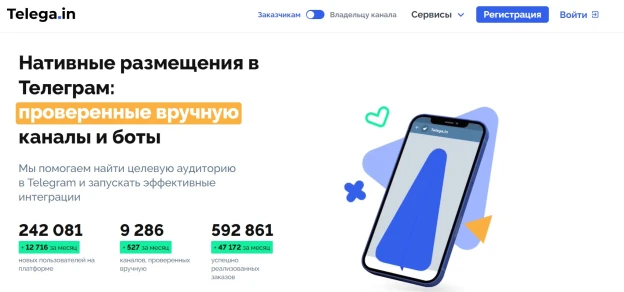 Telega.in
Заказчикам Владельцу канала Сервисы Регистрация Войти
Нативные размещения в
Телеграм:
проверенные вручную
каналы и боты
Мы помогаем найти целевую аудиторию
в Telegram и запускать эффективные
интеграции
242 081 9 286 592 861
+ 12 716 за месяц + 527 за месяц + 47 172 за месяц
новых пользователей на каналов, проверенных успешно
платформе вручную реализованных
заказов
Telega.in